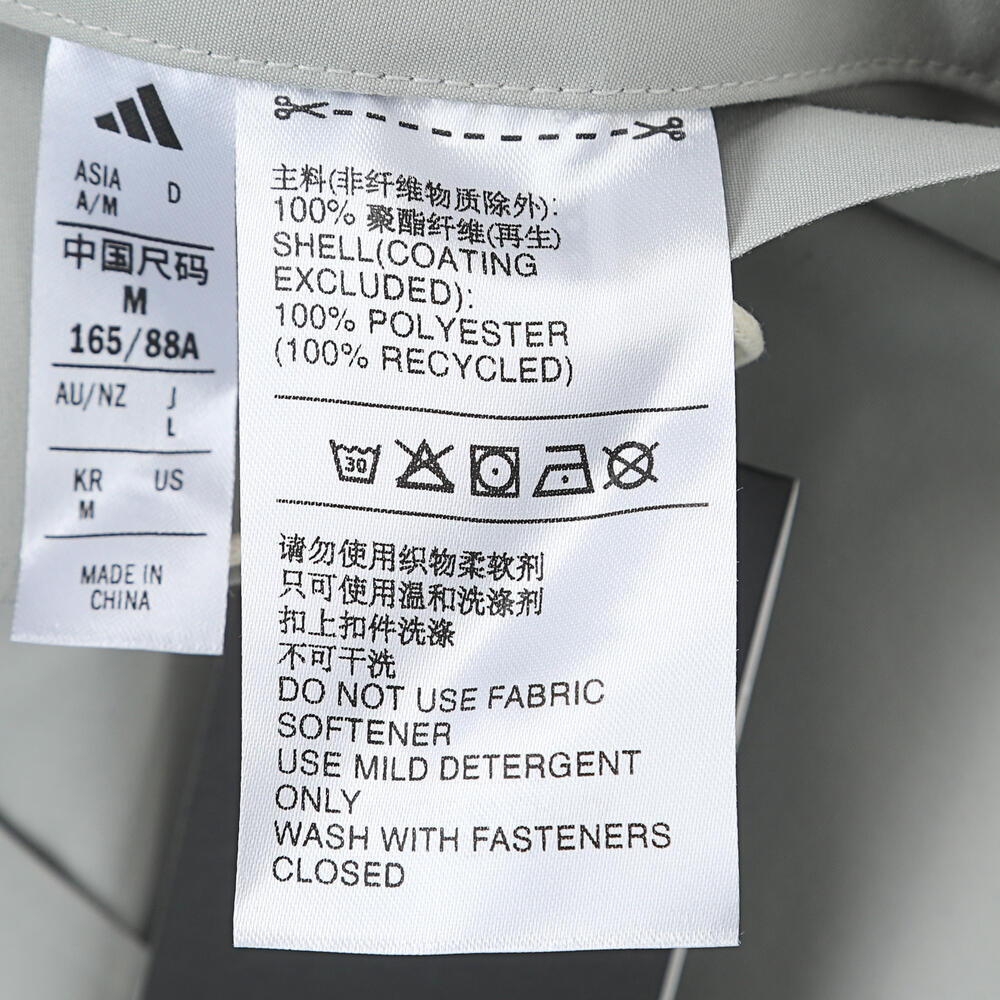 ASIA D
A/M
中国尺码
M
165/88A
AU/NZ J
L
KR US
M
MADE IN
CHINA
主料(非纤维物质除外):
100% 聚酯纤维(再生)
SHELL(COATING
EXCLUDED):
100% POLYESTER
(100% RECYCLED)
30
请勿使用织物柔软剂
只可使用温和洗涤剂
扣上扣件洗涤
不可干洗
DO NOT USE FABRIC
SOFTENER
USE MILD DETERGENT
ONLY
WASH WITH FASTENERS
CLOSED